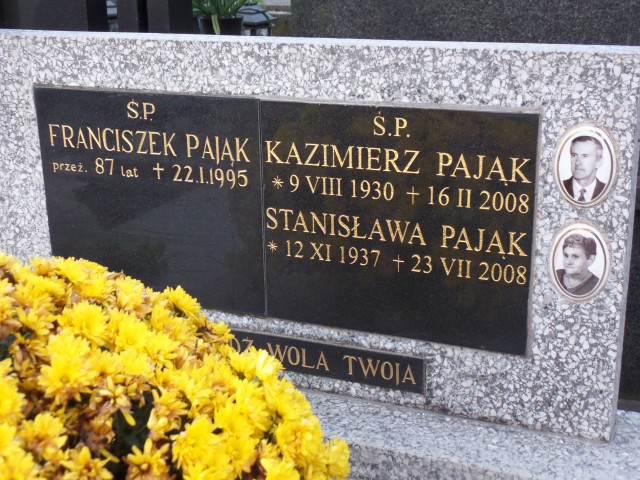 Ś.P.
FRANCISZEK PAJĄK
przeż. 87 lat + 22.I.1995
Ś.P.
KAZIMIERZ PAJĄK
* 9 VIII 1930 + 16 II 2008
STANISŁAWA PAJĄK
* 12 XI 1937 + 23 VII 2008
WOLA TWOJA